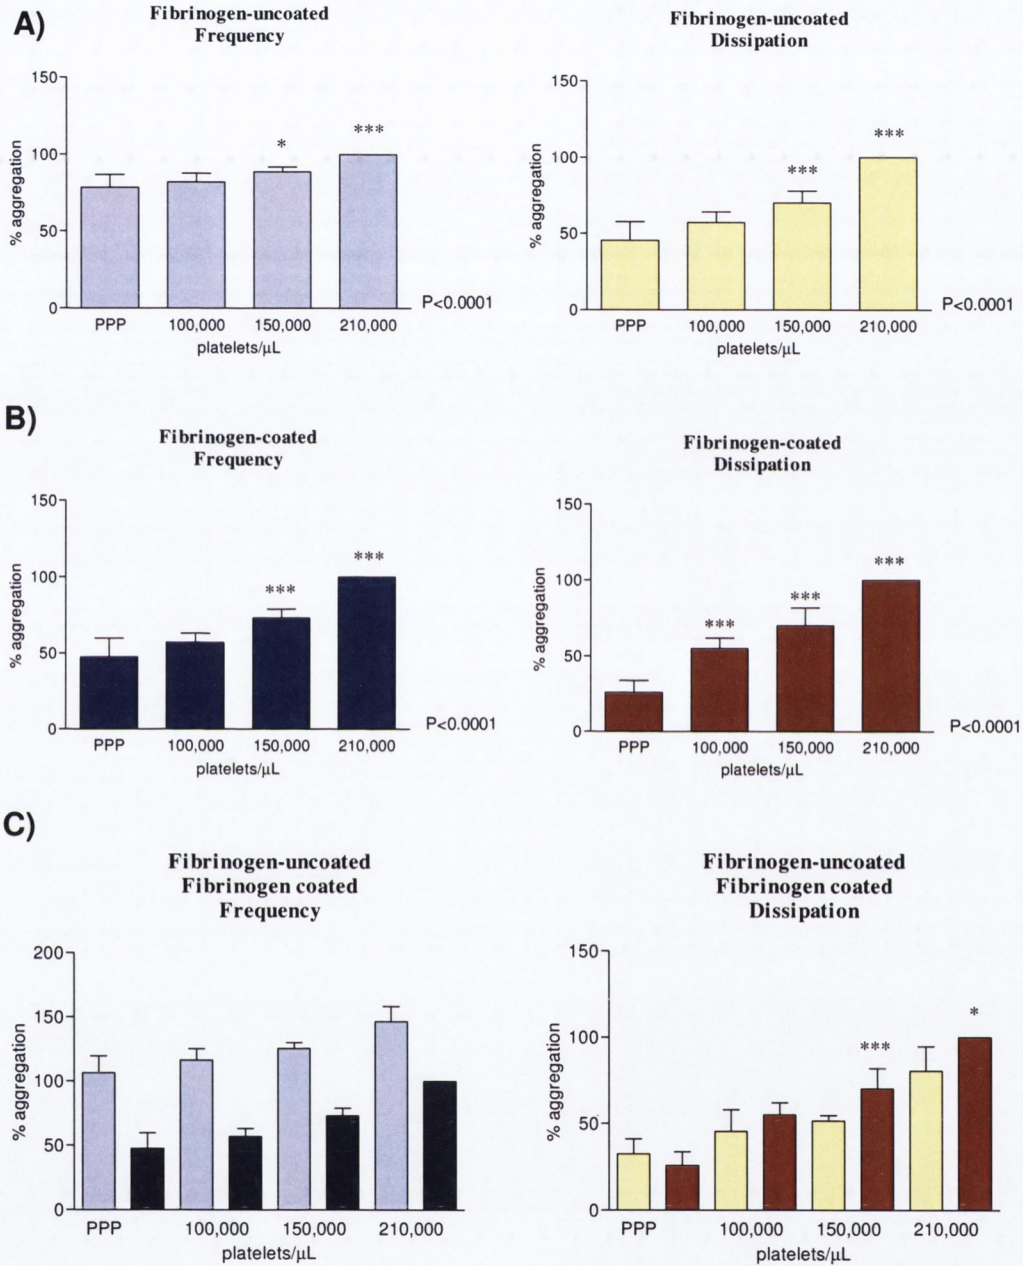 A)
Fibrinogen-uncoated
Frequency
150
100
50
0
% aggregation
*
***
PPP
100,000
150,000
210,000
platelets/μL
P<0.0001
Fibrinogen-uncoated
Dissipation
150
100
50
0
% aggregation
***
***
PPP
100,000
150,000
210,000
platelets/μL
P<0.0001
B)
Fibrinogen-coated
Frequency
150
100
50
0
% aggregation
***
***
PPP
100,000
150,000
210,000
platelets/μL
P<0.0001
Fibrinogen-coated
Dissipation
150
100
50
0
% aggregation
***
***
***
PPP
100,000
150,000
210,000
platelets/μL
P<0.0001
C)
Fibrinogen-uncoated
Fibrinogen coated
Frequency
200
150
100
50
0
% aggregation
PPP
100,000
150,000
210,000
platelets/μL
Fibrinogen-uncoated
Fibrinogen coated
Dissipation
150
100
50
0
% aggregation
***
*
PPP
100,000
150,000
210,000
platelets/μL